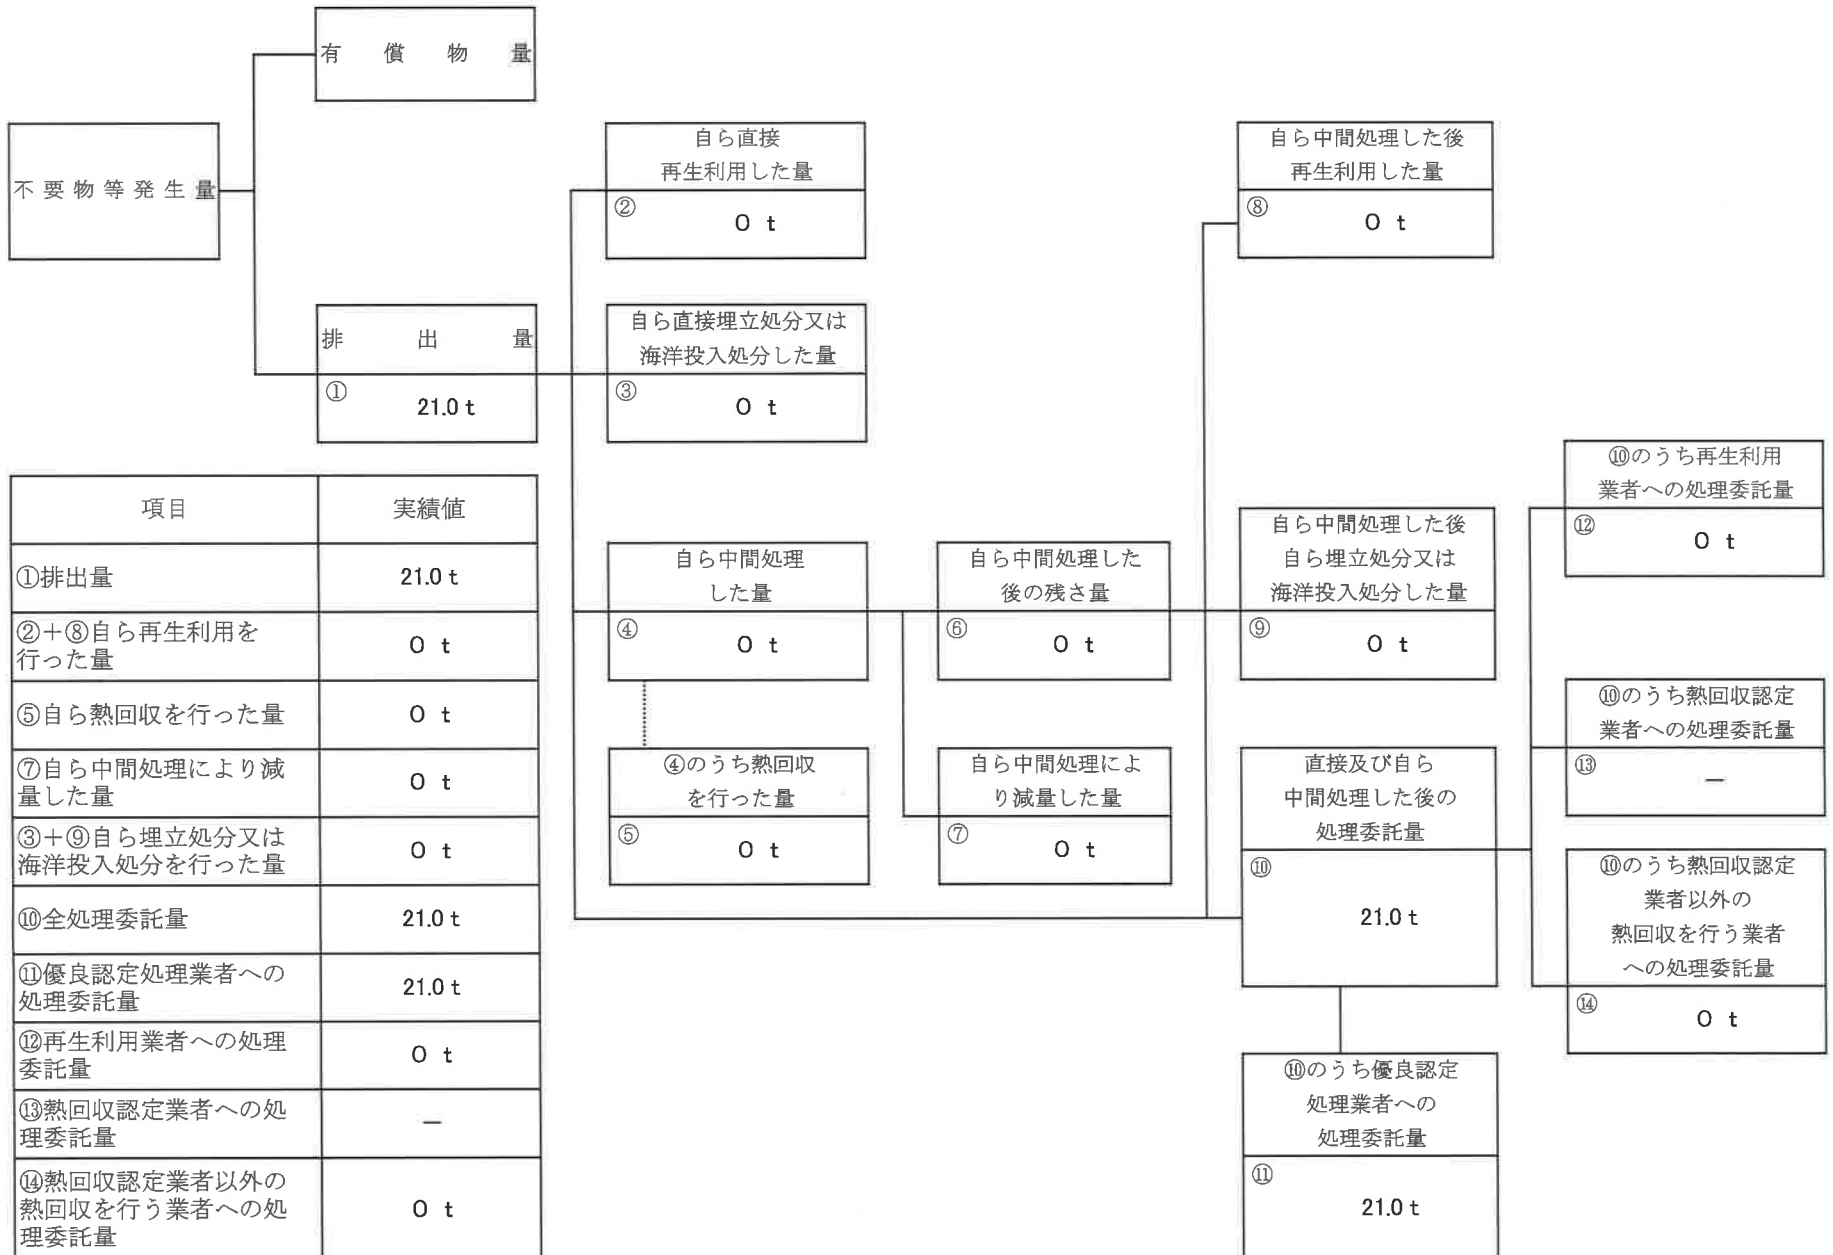 有償物量
不要物等発生量
排出量
①
21.0 t
自ら直接
再生利用した量
②
0 t
自ら直接埋立処分又は
海洋投入処分した量
③
0 t
自ら中間処理
した量
④
0 t
④のうち熱回収
を行った量
⑤
0 t
自ら中間処理した
後の残さ量
⑥
0 t
自ら中間処理によ
り減量した量
⑦
0 t
自ら中間処理した後
再生利用した量
⑧
0 t
自ら中間処理した後
自ら埋立処分又は
海洋投入処分した量
⑨
0 t
直接及び自ら
中間処理した後の
処理委託量
⑩
21.0 t
⑩のうち優良認定
処理業者への
処理委託量
⑪
21.0 t
⑩のうち再生利用
業者への処理委託量
⑫
0 t
⑩のうち熱回収認定
業者への処理委託量
⑬
－
⑩のうち熱回収認定
業者以外の
熱回収を行う業者
への処理委託量
⑭
0 t
項目 実績値
①排出量 21.0 t
②＋⑧自ら再生利用を
行った量
0 t
⑤自ら熱回収を行った量 0 t
⑦自ら中間処理により減
量した量
0 t
③＋⑨自ら埋立処分又は
海洋投入処分を行った量
0 t
⑩全処理委託量 21.0 t
⑪優良認定処理業者への
処理委託量
21.0 t
⑫再生利用業者への処理
委託量
0 t
⑬熱回収認定業者への処
理委託量
－
⑭熱回収認定業者以外の
熱回収を行う業者への処
理委託量
0 t